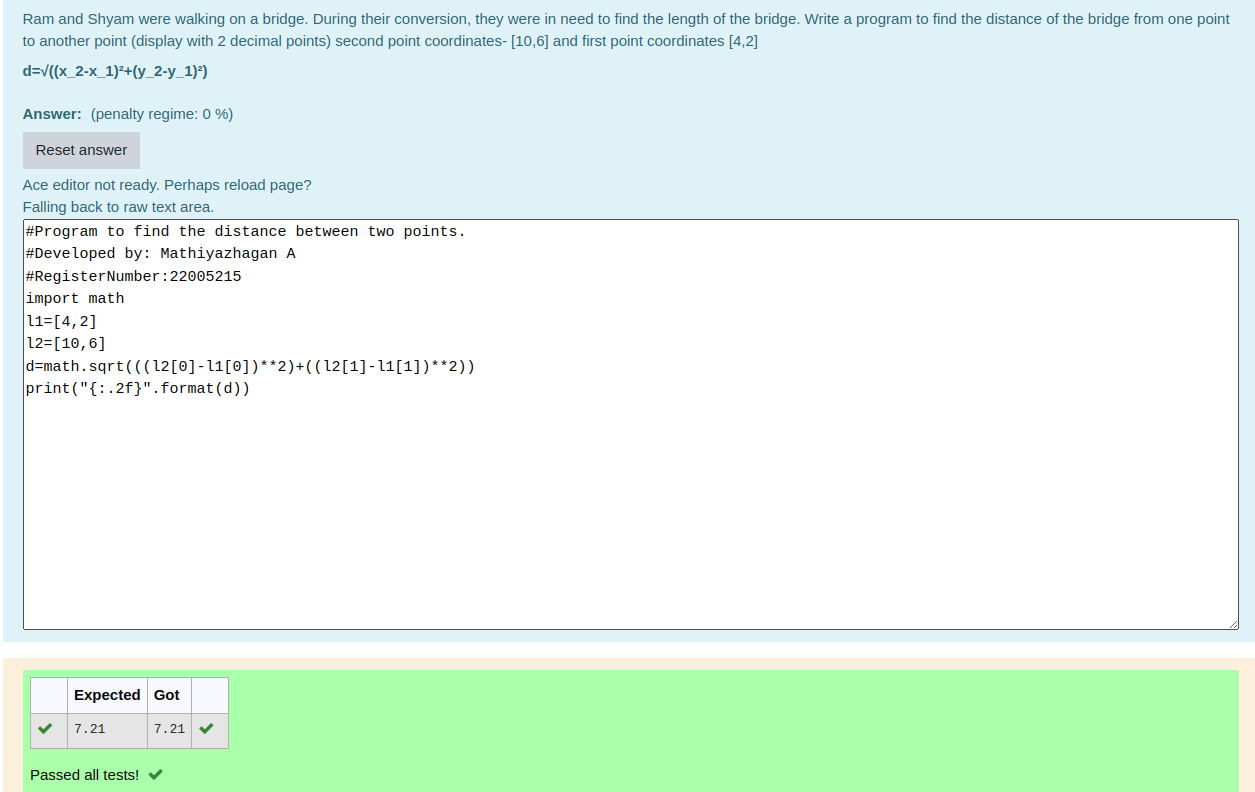 Ram and Shyam were walking on a bridge. During their conversion, they were in need to find the length of the bridge. Write a program to find the distance of the bridge from one point
to another point (display with 2 decimal points) second point coordinates- [10,6] and first point coordinates [4,2]
d=√((x_2-x_1)²+(y_2-y_1)²)
Answer: (penalty regime: 0 %)
Reset answer
Ace editor not ready. Perhaps reload page?
Falling back to raw text area.
#Program to find the distance between two points.
#Developed by: Mathiyazhagan A
#RegisterNumber:22005215
import math
l1=[4,2]
l2=[10,6]
d=math.sqrt(((l2[0]-l1[0])**2)+((l2[1]-l1[1])**2))
print("{:.2f}".format(d))
Expected Got
7.21 7.21
Passed all tests!